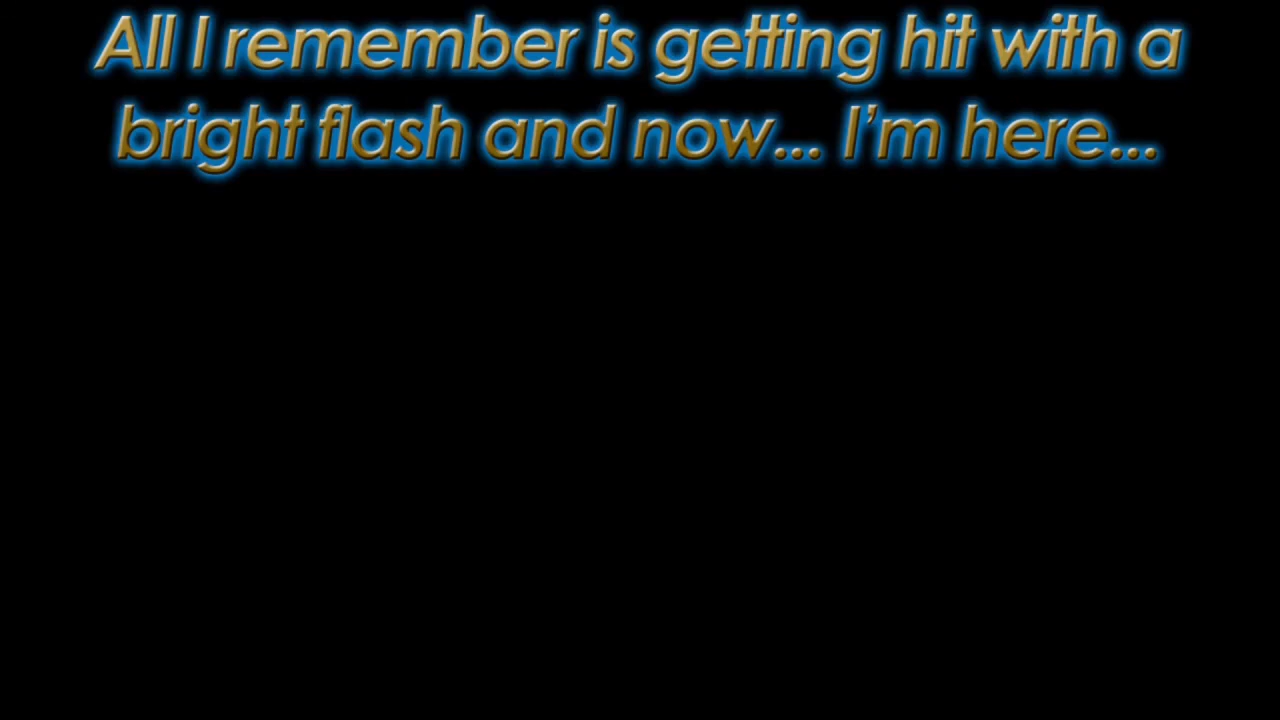 All I remember is getting hit with a
bright flash and now... I’m here...